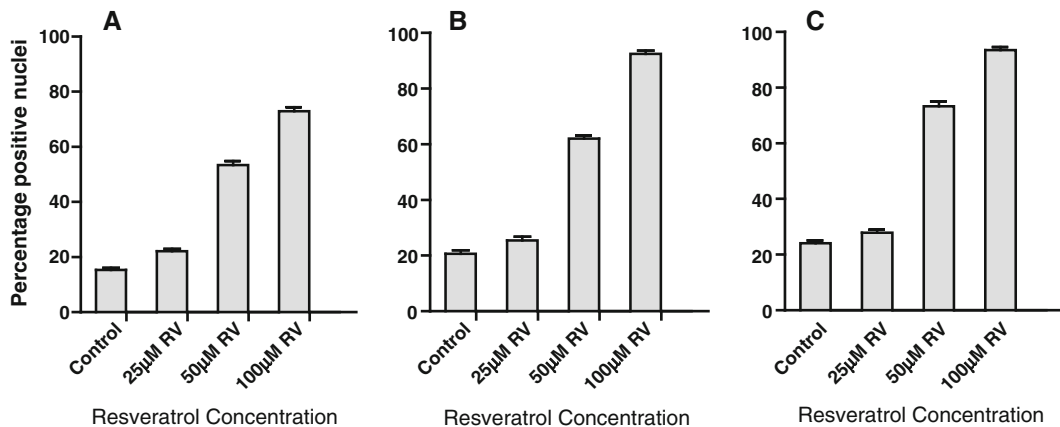 A
Percentage positive nuclei
100
80
60
40
20
0
Control
25µM RV
50µM RV
100µM RV
Resveratrol Concentration
B
100
80
60
40
20
0
Control
25µM RV
50µM RV
100µM RV
Resveratrol Concentration
C
100
80
60
40
20
0
Control
25µM RV
50µM RV
100µM RV
Resveratrol Concentration